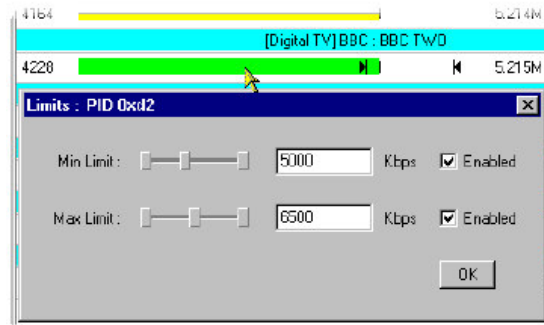 4164 5.214M
[Digital TV] BBC : BBC TWO
4228 5.215M
Limits : PID 0xd2
Min Limit : 5000 Kbps Enabled
Max Limit : 6500 Kbps Enabled
OK